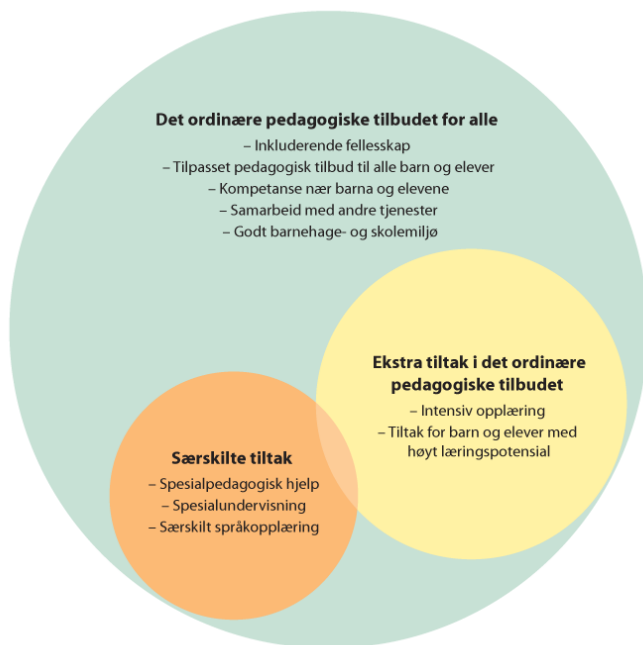 Det ordinære pedagogiske tilbudet for alle
– Inkluderende fellesskap
– Tilpasset pedagogisk tilbud til alle barn og elever
– Kompetanse nær barna og elevene
– Samarbeid med andre tjenester
– Godt barnehage- og skolemiljø
Ekstra tiltak i det ordinære
pedagogiske tilbudet
– Intensiv opplæring
– Tiltak for barn og elever med
høyt læringspotensial
Særskilte tiltak
– Spesialpedagogisk hjelp
– Spesialundervisning
– Særskilt språkopplæring